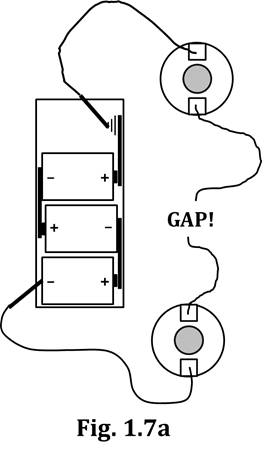 - +
GAP!
+ -
- +
Fig. 1.7a